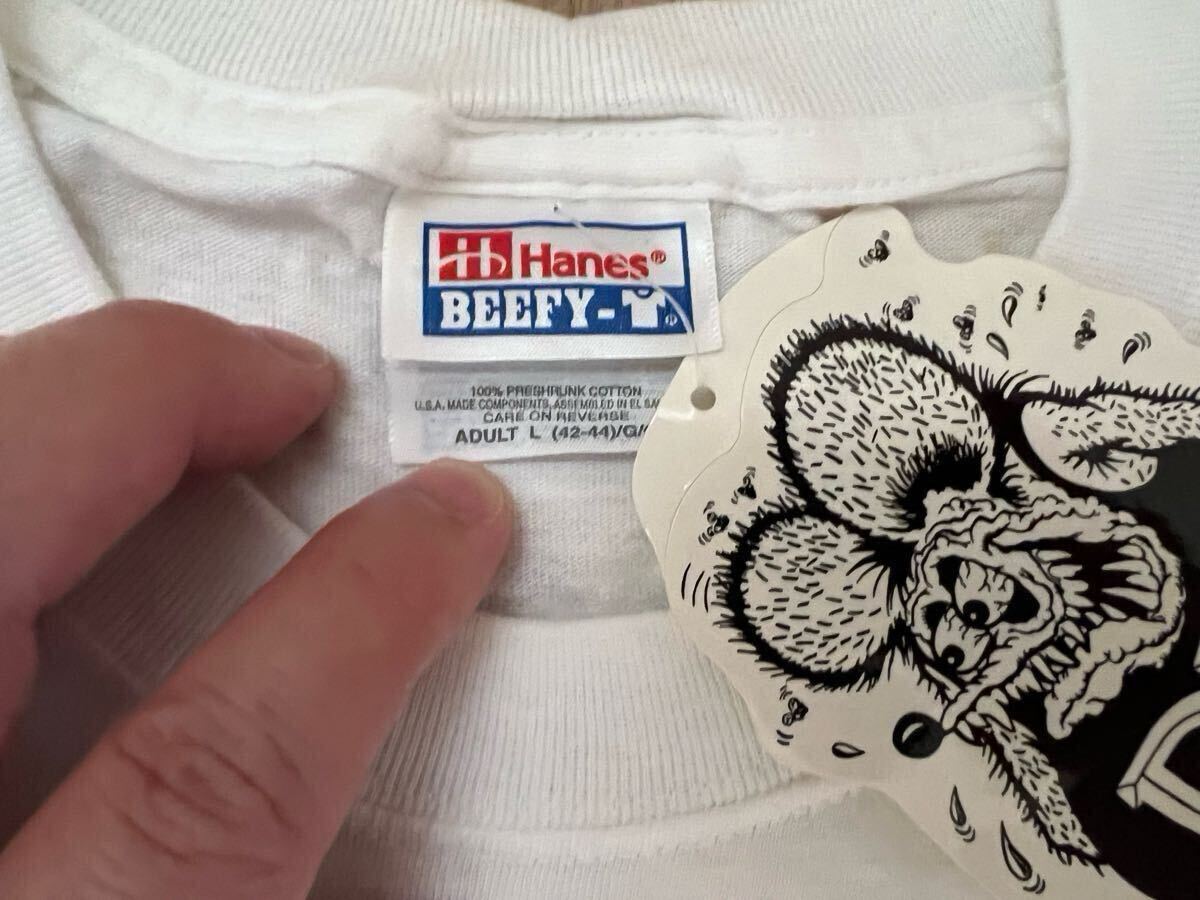 Hanes®
BEEFY-T®
100% PRESHRUNK COTTON
U.S.A. MADE COMPONENTS, ASSEMBLED IN EL SA
CARE ON REVERSE
ADULT L (42-44)/G/